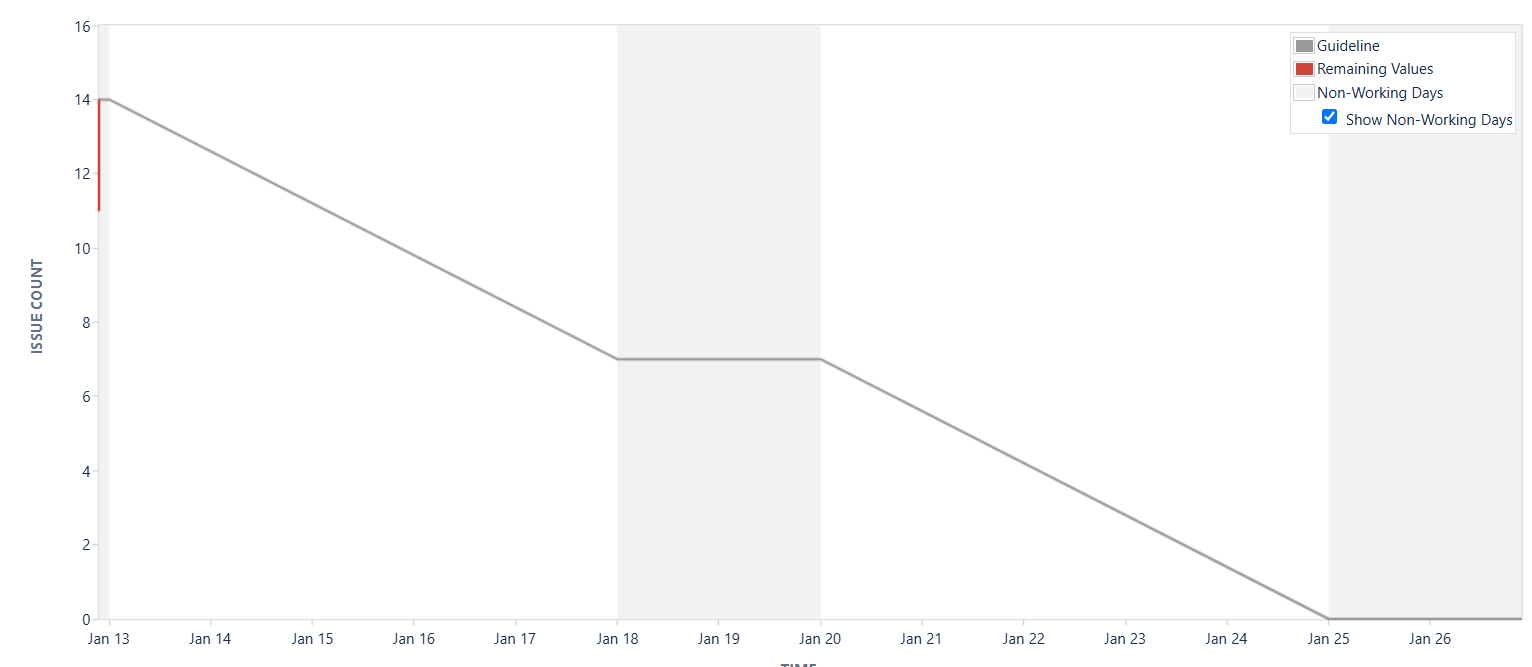 16
14
12
10
8
6
4
2
0
ISSUE COUNT
Guideline
Remaining Values
Non-Working Days
Show Non-Working Days
Jan 13 Jan 14 Jan 15 Jan 16 Jan 17 Jan 18 Jan 19 Jan 20 Jan 21 Jan 22 Jan 23 Jan 24 Jan 25 Jan 26
TIME